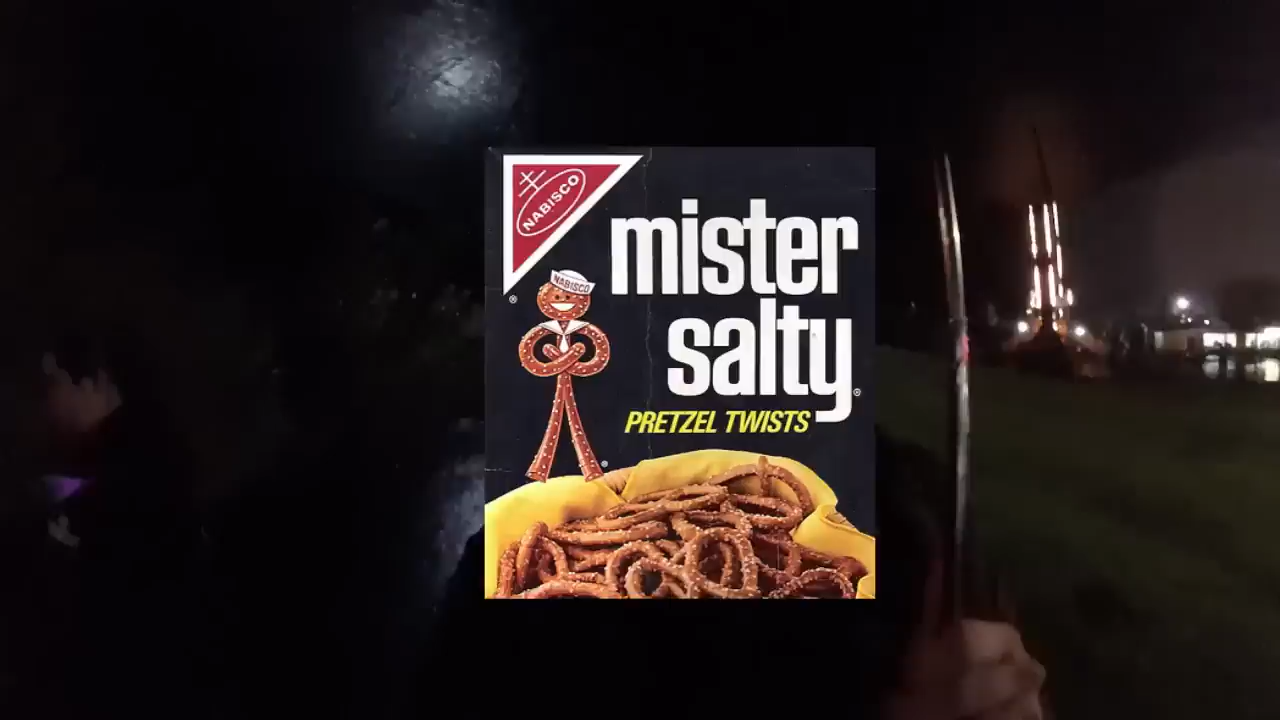 NABISCO
mister
NABISCO
salty
PRETZEL TWISTS